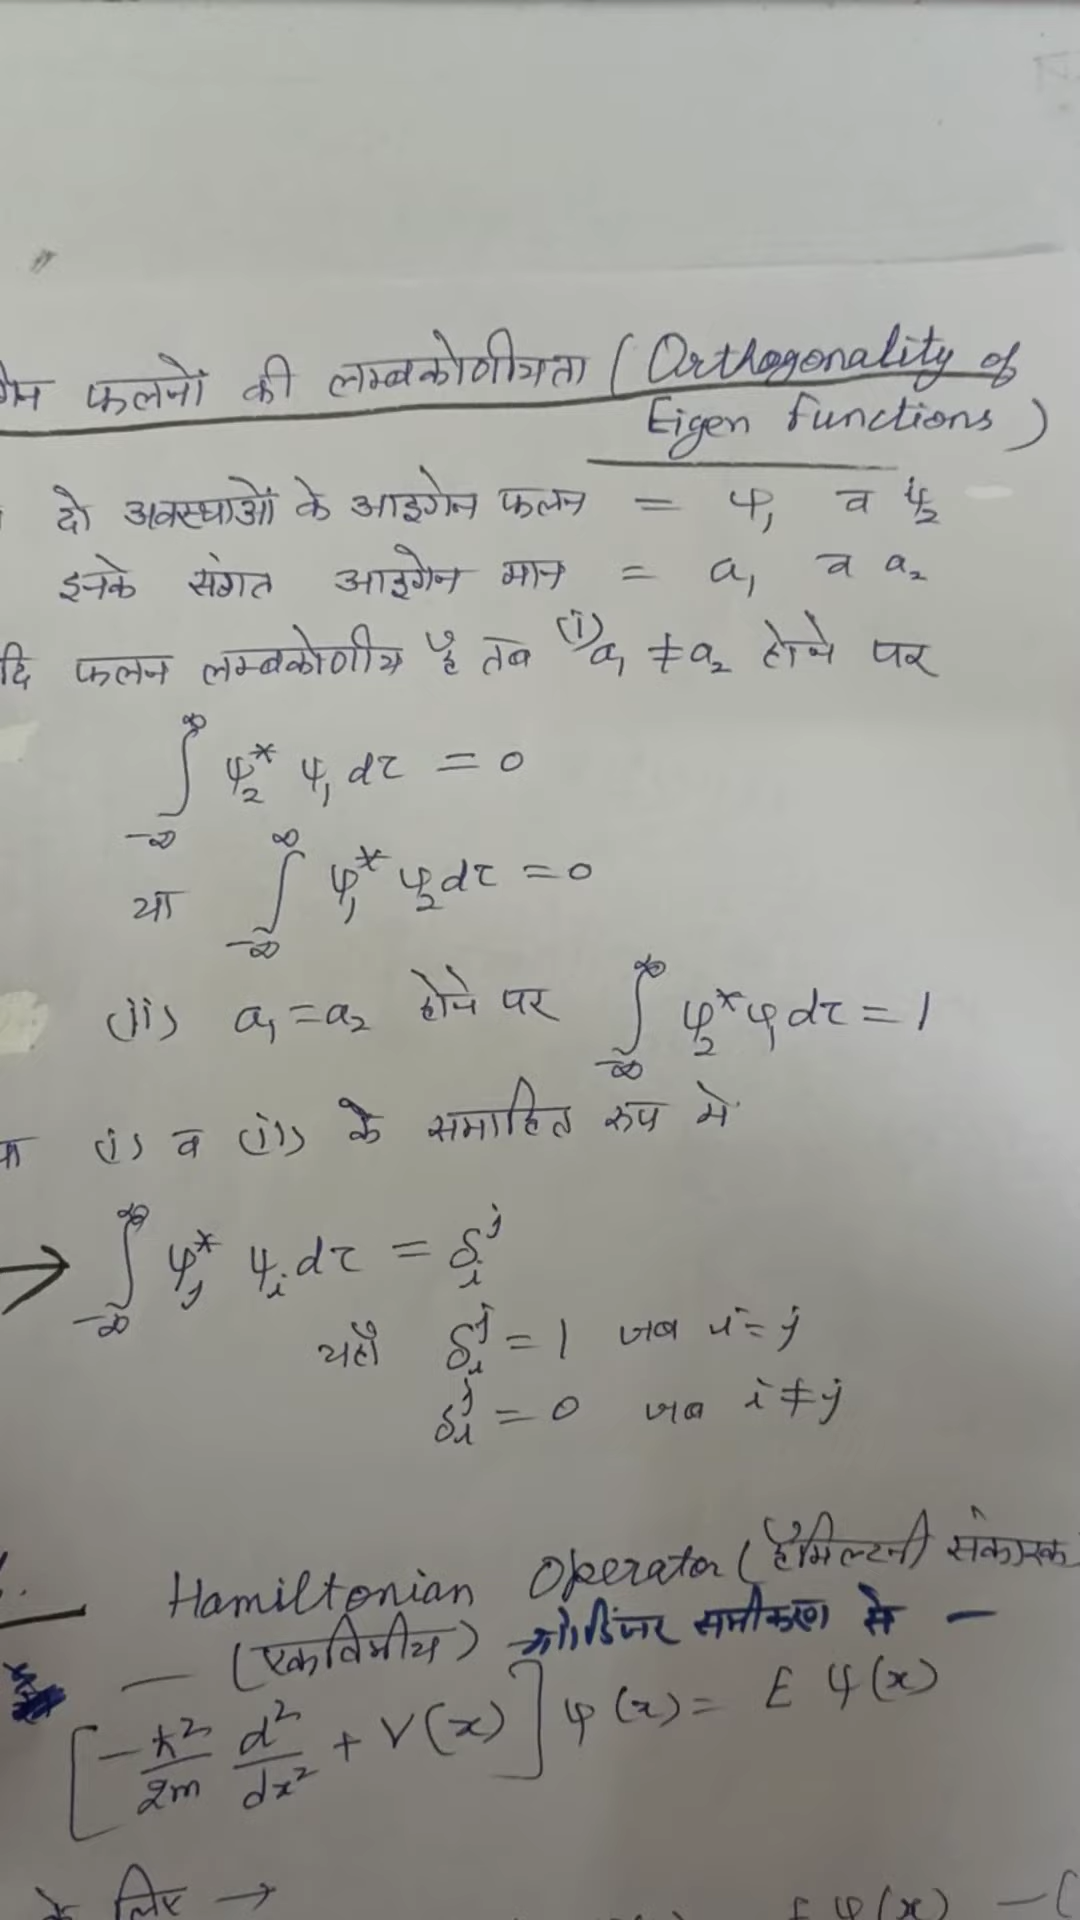 फलनों की लम्बकोणीयता ( Orthogonality of
Eigen functions )
दो अवस्थाओं के आइगेन फलन = ψ₁ व ψ₂
इनके संगत आइगेन मान = a₁ व a₂
फलन लम्बकोणीय है तब (i) a₁ ≠ a₂ होने पर
∫_{-∞}^{∞} ψ₂* ψ₁ dτ = 0
या ∫_{-∞}^{∞} ψ₁* ψ₂ dτ = 0
(ii) a₁ = a₂ होने पर ∫_{-∞}^{∞} ψ₂* ψ₁ dτ = 1
(i) व (ii) के समाहित रूप में
→ ∫_{-∞}^{∞} ψⱼ* ψᵢ dτ = δᵢʲ
यहाँ δᵢʲ = 1 जब i = j
δᵢʲ = 0 जब i ≠ j
Hamiltonian Operator ( हैमिल्टनी संकारक
— (एकविमीय) श्रोडिंजर समीकरण से —
[ -ħ²/2m d²/dx² + V(x) ] ψ(x) = E ψ(x)
के लिए → E ψ(x) — (